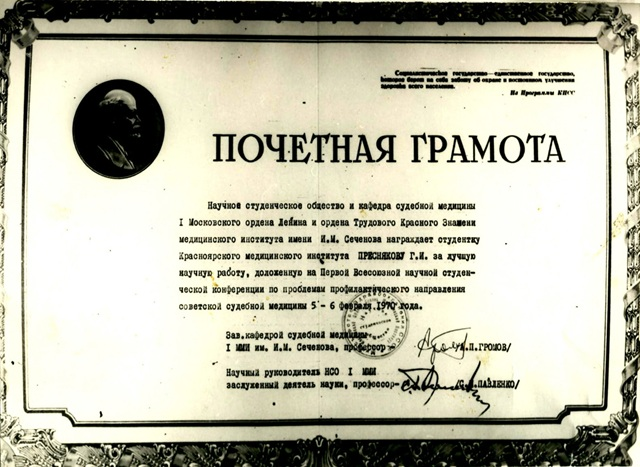 Социалистическое государство — единственное государство,
которое берет на себя заботу об охране и постоянном улучшении
здоровья всего населения.
Из Программы КПСС
ПОЧЕТНАЯ ГРАМОТА
Научное студенческое общество и кафедра судебной медицины
I Московского ордена Ленина и ордена Трудового Красного Знамени
медицинского института имени И.М. Сеченова награждает студентку
Красноярского медицинского института ПРЕСНЯКОВУ Г.И. за лучшую
научную работу, доложенную на Первой Всесоюзной научной студен-
ческой конференции по проблемам профилактического направления
советской судебной медицины 5 - 6 февраля 1970 года.
Зав.кафедрой судебной медицины
I ММИ им. И.М. Сеченова, профессор - /А.П.ГРОМОВ/
Научный руководитель НСО I ММИ
заслуженный деятель науки, профессор- ПАВЛЕНКО/